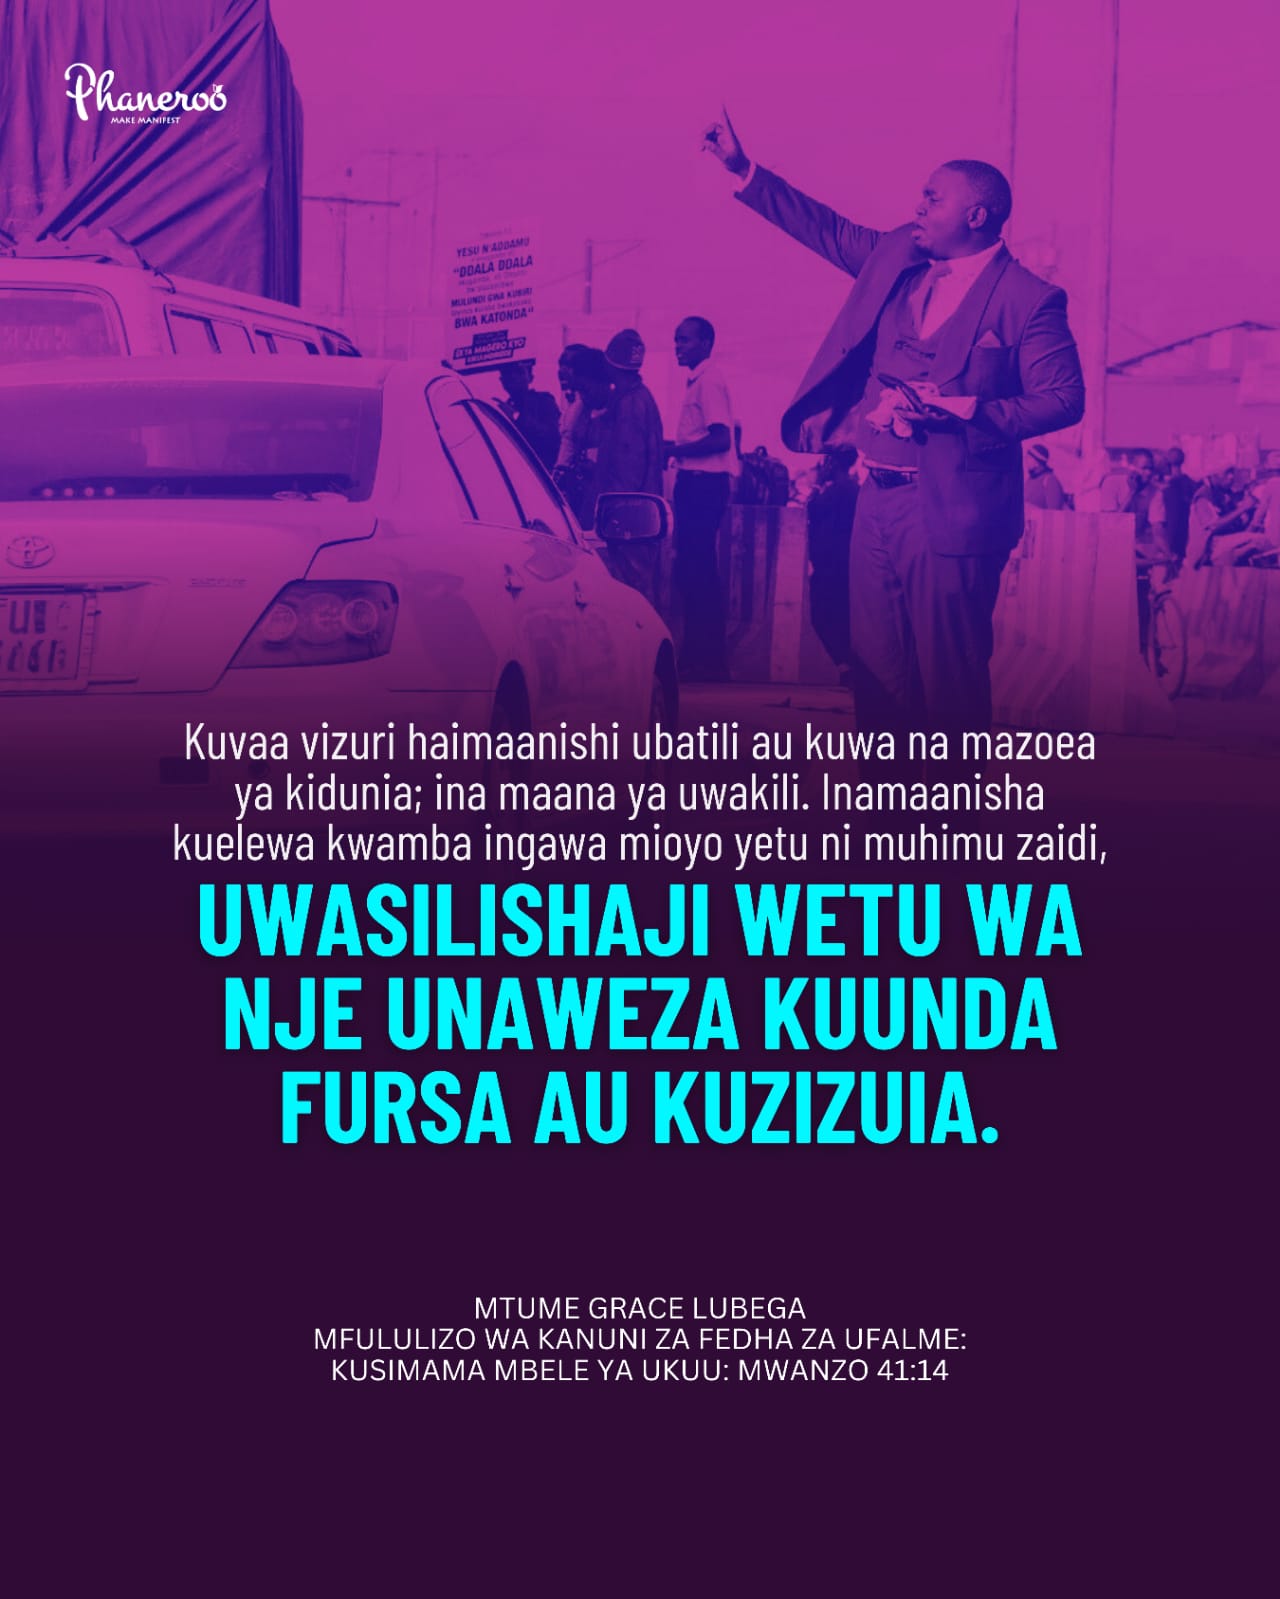 Phaneroo
MAKE MANIFEST
YESU N'ADDAMU
"DDALA DDALA
MULUNDI GWA KUBIRI
BWA KATONDA"
Kuvaa vizuri haimaanishi ubatili au kuwa na mazoea
ya kidunia; ina maana ya uwakili. Inamaanisha
kuelewa kwamba ingawa mioyo yetu ni muhimu zaidi,
UWASILISHAJI WETU WA
NJE UNAWEZA KUUNDA
FURSA AU KUZIZUIA.
MTUME GRACE LUBEGA
MFULULIZO WA KANUNI ZA FEDHA ZA UFALME:
KUSIMAMA MBELE YA UKUU: MWANZO 41:14